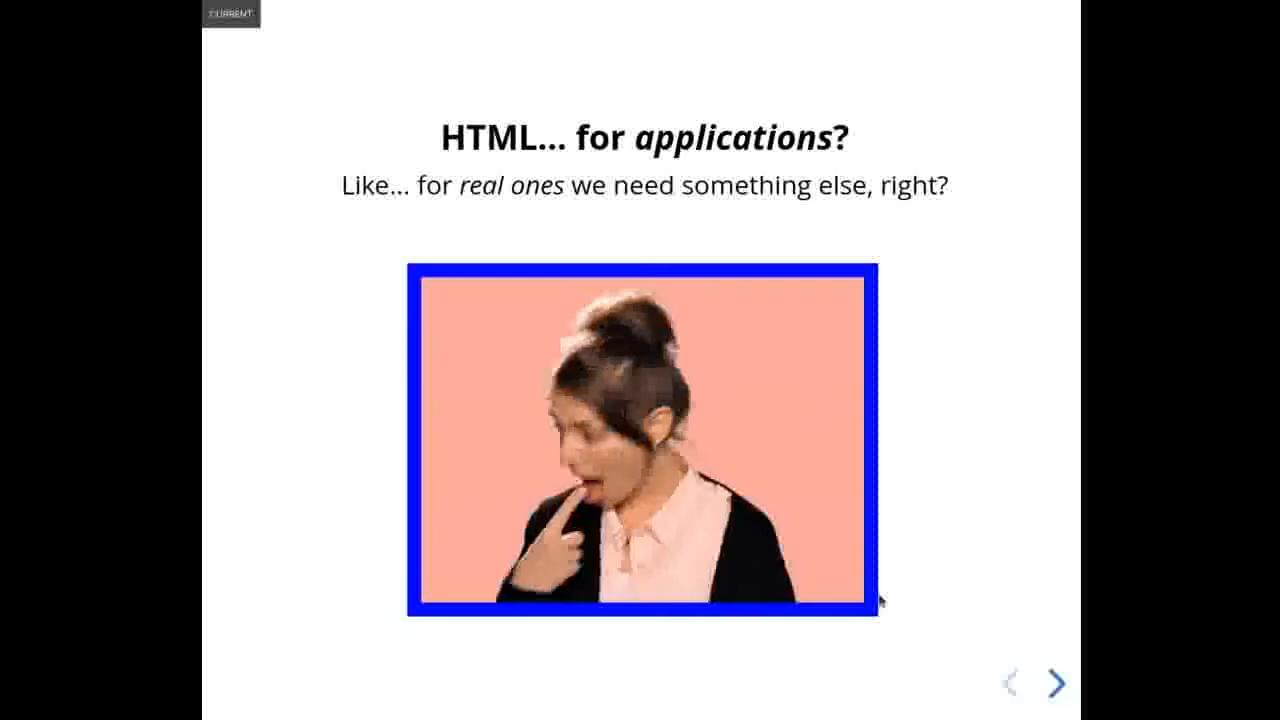 CURRENT
HTML... for applications?
Like... for real ones we need something else, right?